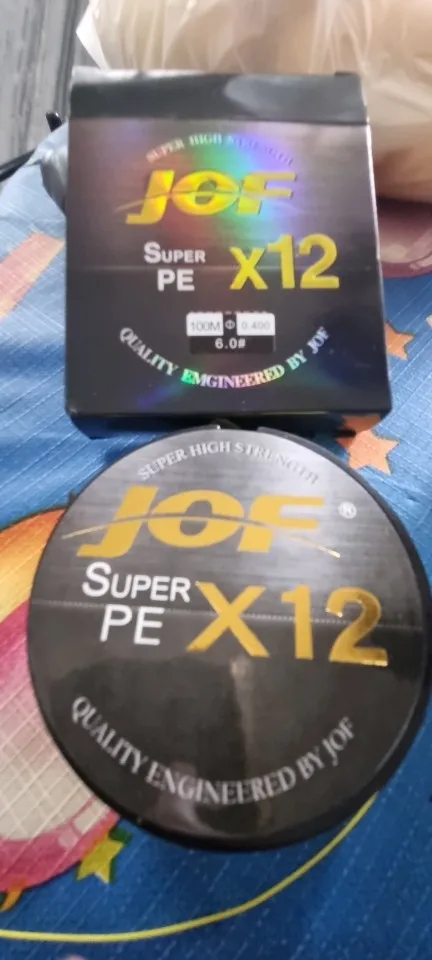 SUPER HIGH STRENGTH
JOF
SUPER
PE
X12
100M Φ 0.400
6.0#
QUALITY EMGINEERED BY JOF
SUPER HIGH STRENGTH
JOF ®
SUPER
PE
X12
QUALITY ENGINEERED BY JOF